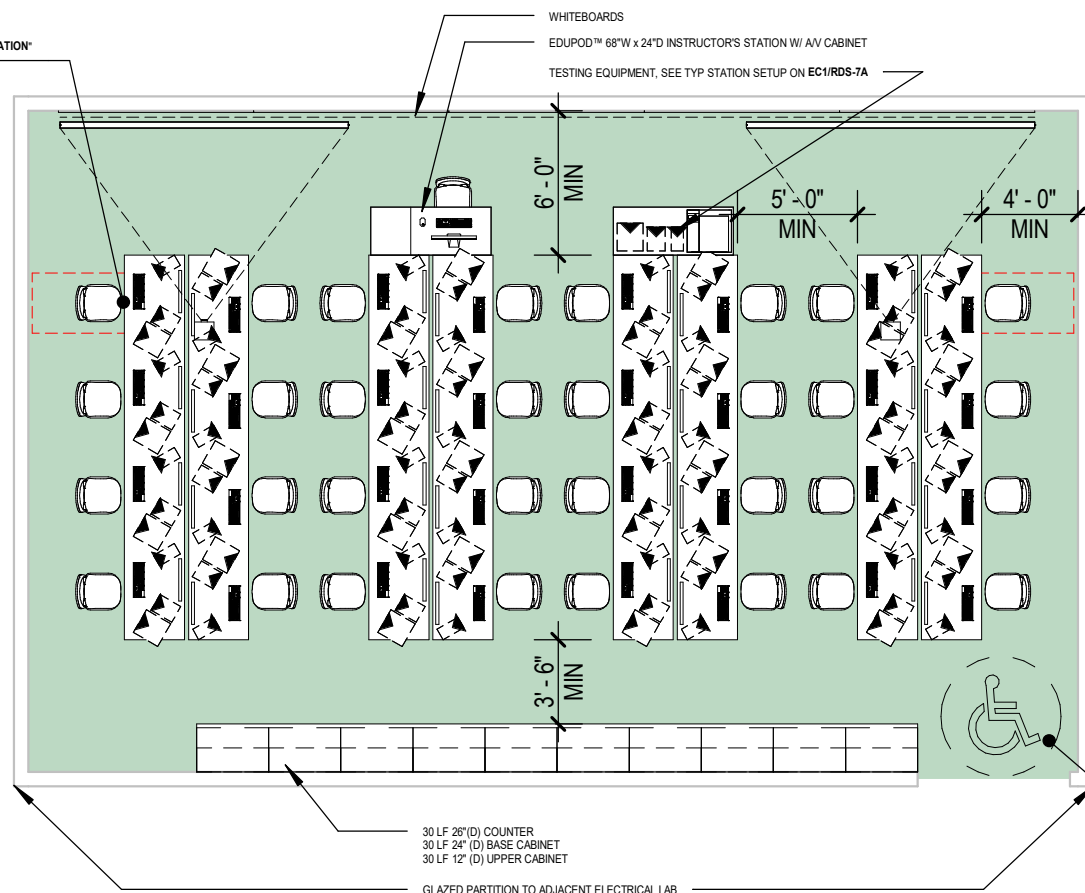 WHITEBOARDS
ATION"
EDUPOD™ 68"W x 24"D INSTRUCTOR'S STATION W/ A/V CABINET
TESTING EQUIPMENT, SEE TYP STATION SETUP ON EC1/RDS-7A
6' - 0"
MIN
5' - 0"
MIN
4' - 0"
MIN
3' - 6"
MIN
30 LF 26"(D) COUNTER
30 LF 24" (D) BASE CABINET
30 LF 12" (D) UPPER CABINET
GLAZED PARTITION TO ADJACENT ELECTRICAL LAB